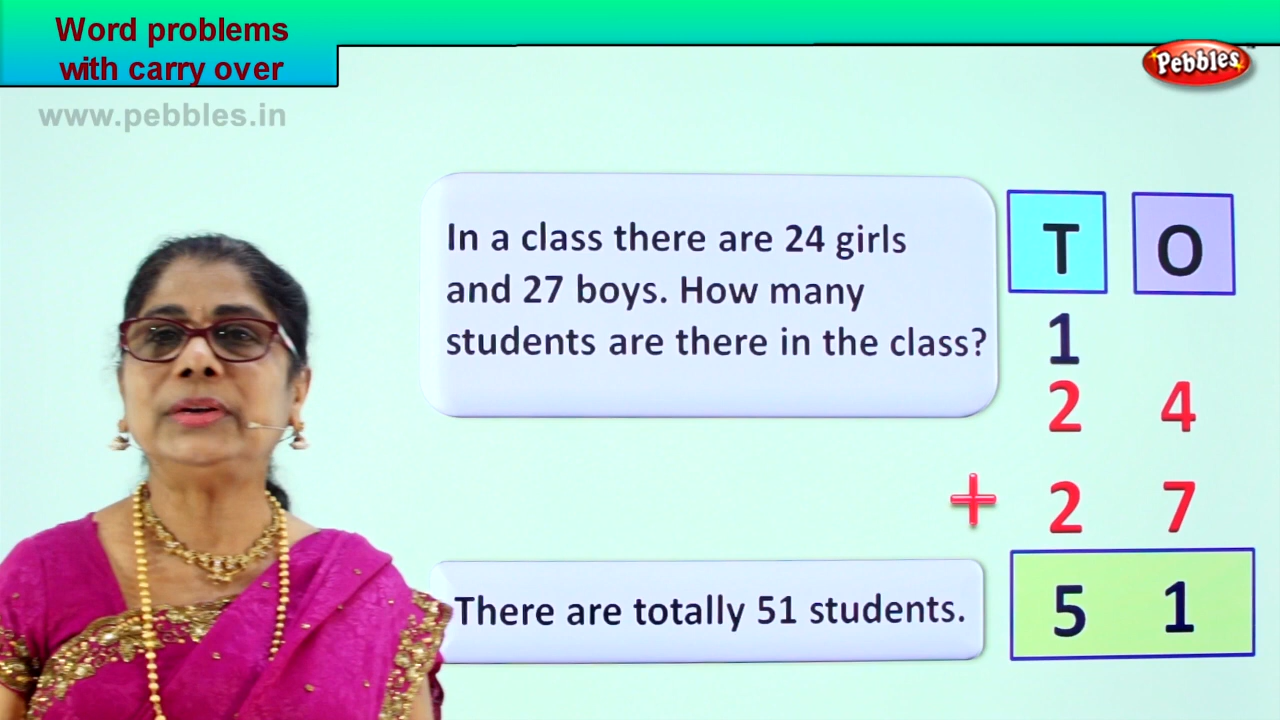 Word problems
with carry over
www.pebbles.in
Pebbles
In a class there are 24 girls
and 27 boys. How many
students are there in the class?
T O
1
2 4
+ 2 7
5 1
There are totally 51 students.